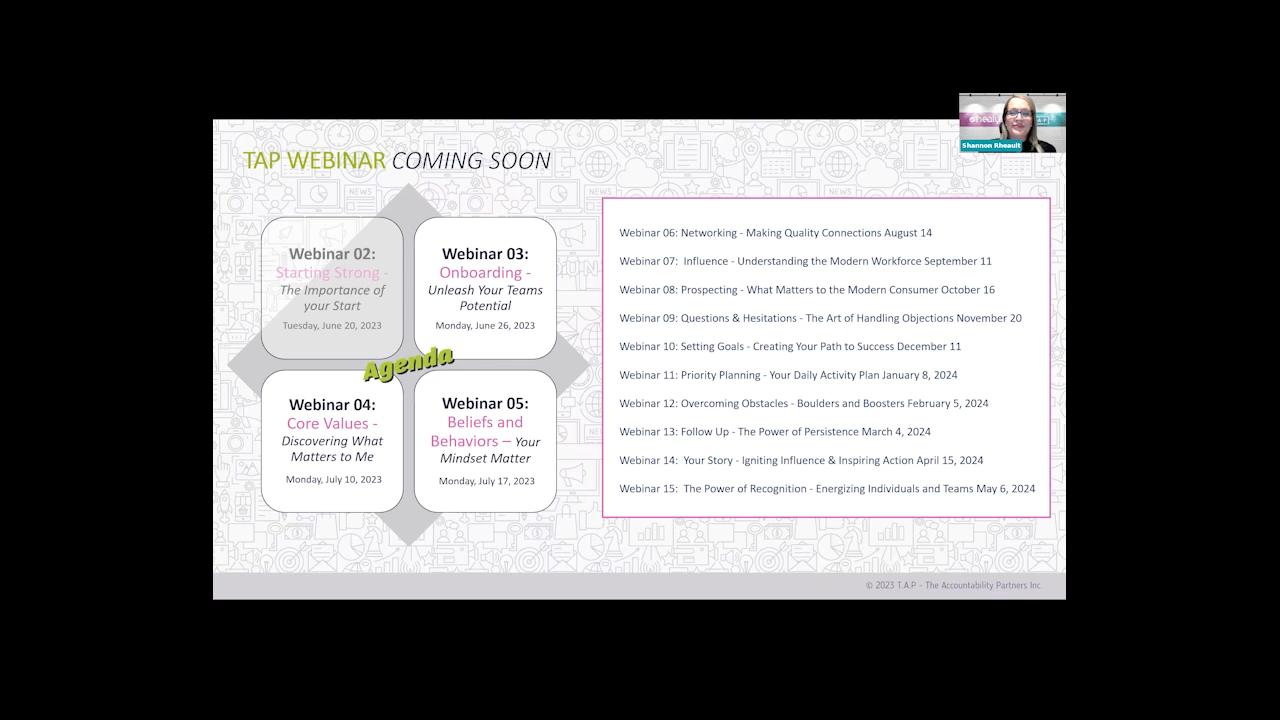 TAP WEBINAR COMING SOON
Shannon Rheault
healy
NEWS
NEWS
Webinar 02:
Starting Strong -
The Importance of
your Start
Tuesday, June 20, 2023
Webinar 03:
Onboarding -
Unleash Your Teams
Potential
Monday, June 26, 2023
Agenda
Webinar 04:
Core Values -
Discovering What
Matters to Me
Monday, July 10, 2023
Webinar 05:
Beliefs and
Behaviors – Your
Mindset Matter
Monday, July 17, 2023
Webinar 06: Networking - Making Quality Connections August 14
Webinar 07: Influence - Understanding the Modern Workforce September 11
Webinar 08: Prospecting - What Matters to the Modern Consumer October 16
Webinar 09: Questions & Hesitations - The Art of Handling Objections November 20
Webinar 10: Setting Goals - Creating Your Path to Success December 11
Webinar 11: Priority Planning - Your Daily Activity Plan January 8, 2024
Webinar 12: Overcoming Obstacles - Boulders and Boosters February 5, 2024
Webinar 13: Follow Up - The Power of Persistence March 4, 2024
Webinar 14: Your Story - Igniting Influence & Inspiring Action April 15, 2024
Webinar 15: The Power of Recognition - Energizing Individuals and Teams May 6, 2024
© 2023 T.A.P - The Accountability Partners Inc.